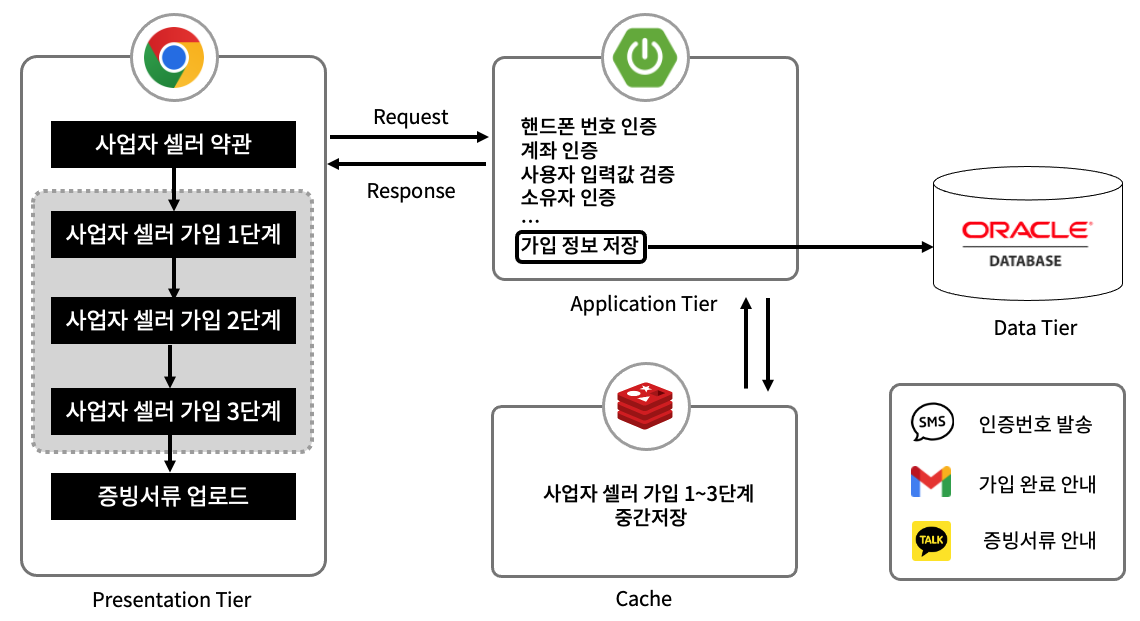 사업자 셀러 약관
사업자 셀러 가입 1단계
사업자 셀러 가입 2단계
사업자 셀러 가입 3단계
증빙서류 업로드
Presentation Tier
Request
Response
핸드폰 번호 인증
계좌 인증
사용자 입력값 검증
소유자 인증
...
가입 정보 저장
Application Tier
ORACLE
DATABASE
Data Tier
사업자 셀러 가입 1~3단계
중간저장
Cache
SMS
인증번호 발송
가입 완료 안내
TALK
증빙서류 안내